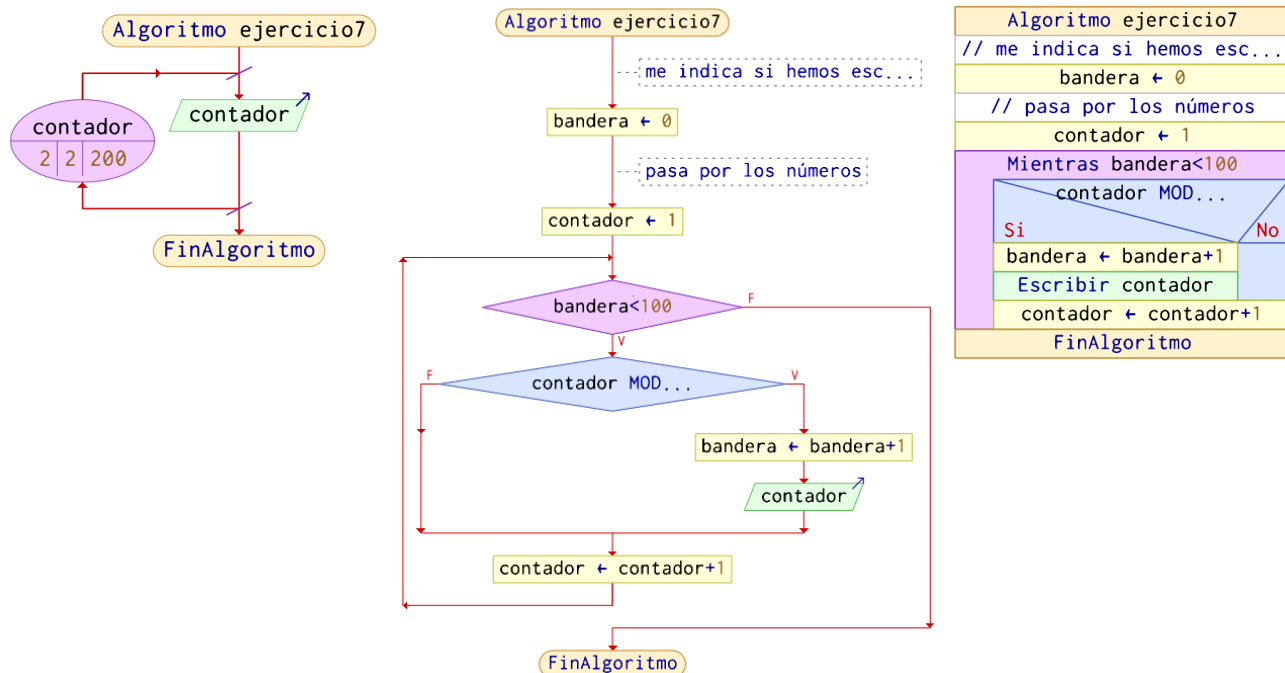 Algoritmo ejercicio7
contador
2 2 200
contador
FinAlgoritmo
Algoritmo ejercicio7
me indica si hemos esc...
bandera ← 0
pasa por los números
contador ← 1
bandera<100
F
V
contador MOD...
F
V
bandera ← bandera+1
contador
contador ← contador+1
FinAlgoritmo
Algoritmo ejercicio7
// me indica si hemos esc...
bandera ← 0
// pasa por los números
contador ← 1
Mientras bandera<100
contador MOD...
Si
No
bandera ← bandera+1
Escribir contador
contador ← contador+1
FinAlgoritmo